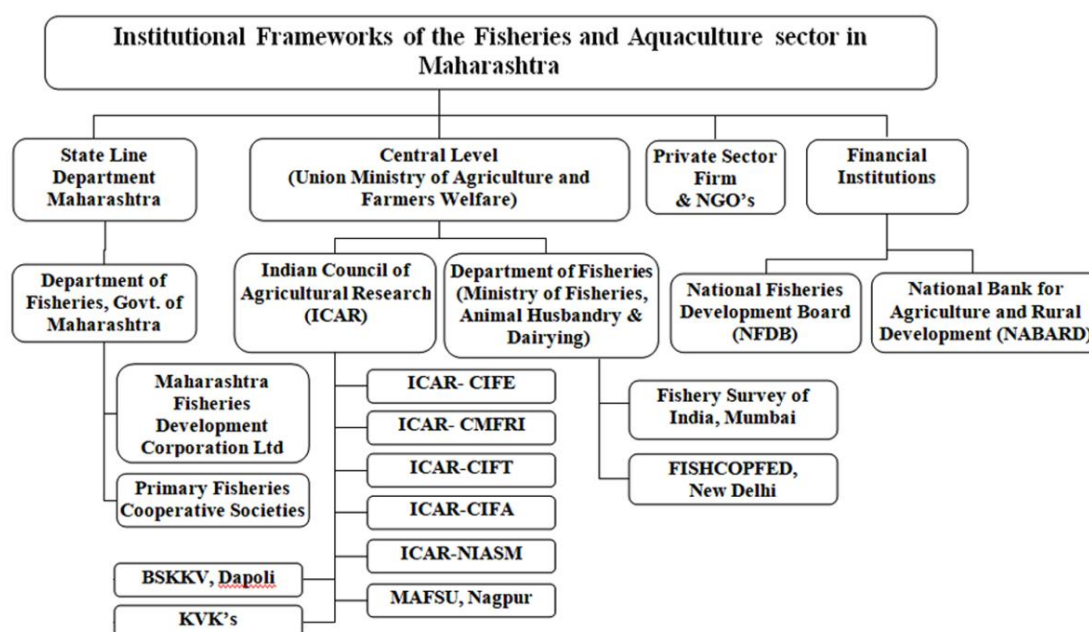 Institutional Frameworks of the Fisheries and Aquaculture sector in
Maharashtra
State Line
Department
Maharashtra
Central Level
(Union Ministry of Agriculture and
Farmers Welfare)
Private Sector
Firm
& NGO's
Financial
Institutions
Department of
Fisheries, Govt. of
Maharashtra
Indian Council of
Agricultural Research
(ICAR)
Department of Fisheries
(Ministry of Fisheries,
Animal Husbandry &
Dairying)
National Fisheries
Development Board
(NFDB)
National Bank for
Agriculture and Rural
Development (NABARD)
Maharashtra
Fisheries
Development
Corporation Ltd
Primary Fisheries
Cooperative Societies
ICAR- CIFE
ICAR- CMFRI
ICAR-CIFT
ICAR-CIFA
ICAR-NIASM
MAFSU, Nagpur
BSKKV, Dapoli
KVK's
Fishery Survey of
India, Mumbai
FISHCOPFED,
New Delhi